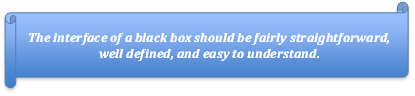 The interface of a black box should be fairly straightforward,
well defined, and easy to understand.